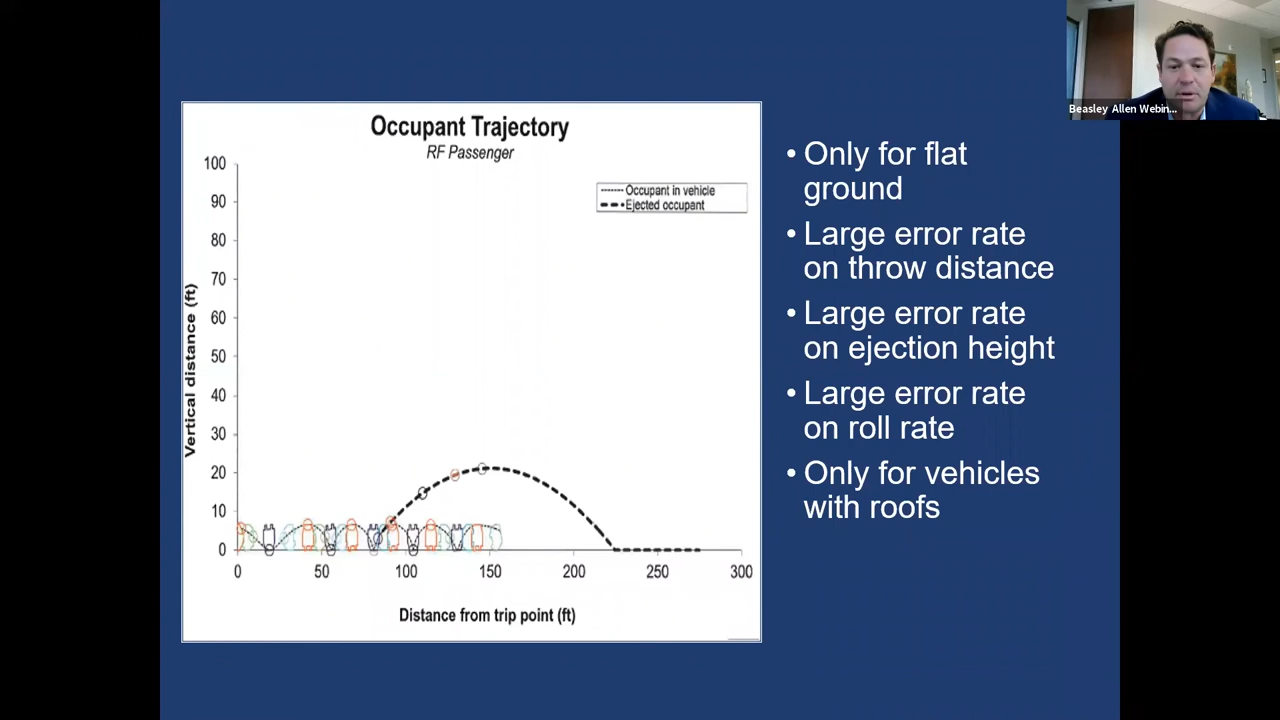 Beasley Allen Webin...
Occupant Trajectory
RF Passenger
Occupant in vehicle
Ejected occupant
Vertical distance (ft)
100
90
80
70
60
50
40
30
20
10
0
0 50 100 150 200 250 300
Distance from trip point (ft)
• Only for flat
ground
• Large error rate
on throw distance
• Large error rate
on ejection height
• Large error rate
on roll rate
• Only for vehicles
with roofs